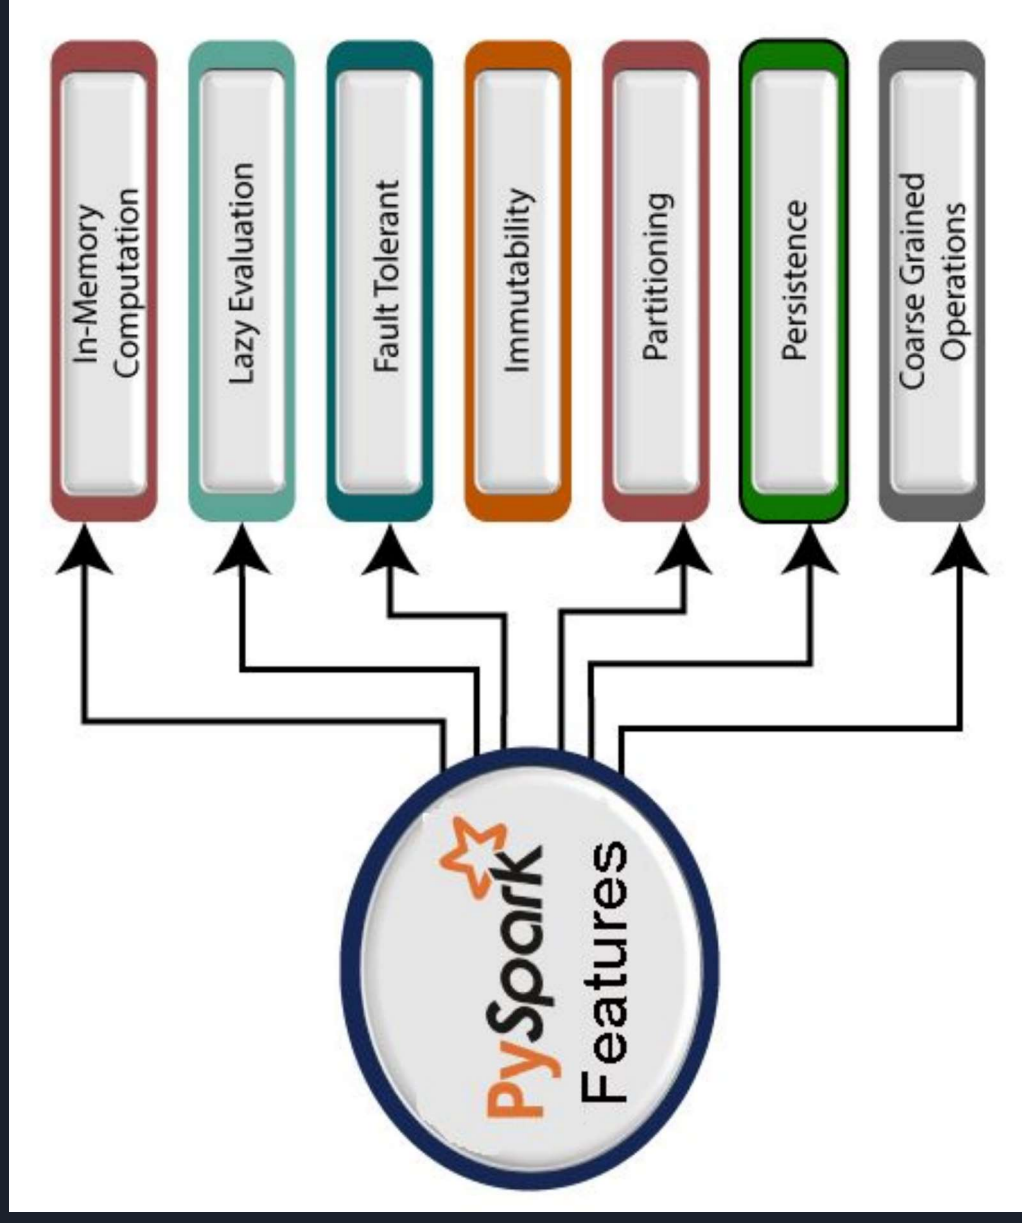 In-Memory
Computation
Lazy Evaluation
Fault Tolerant
Immutability
Partitioning
Persistence
Coarse Grained
Operations
PySpark
Features